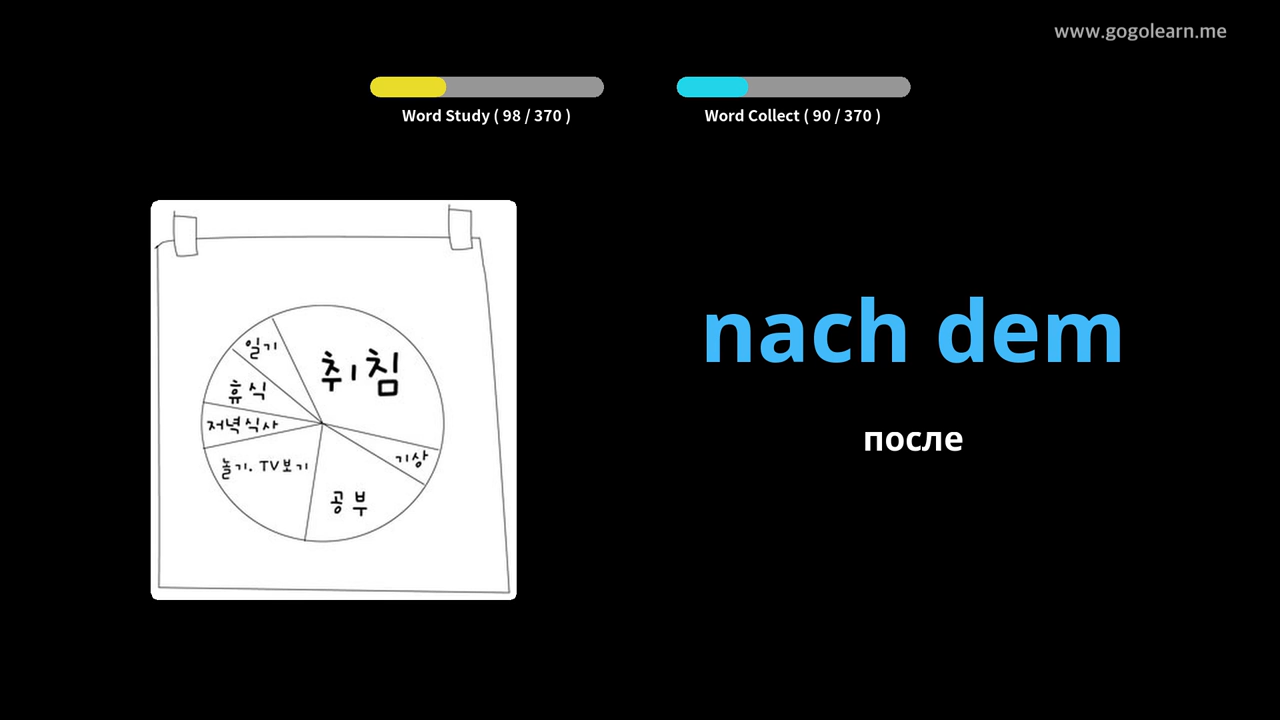 www.gogolearn.me
Word Study ( 98 / 370 )
Word Collect ( 90 / 370 )
일기
취침
휴식
저녁식사
놀기. TV보기
기상
공부
nach dem
после